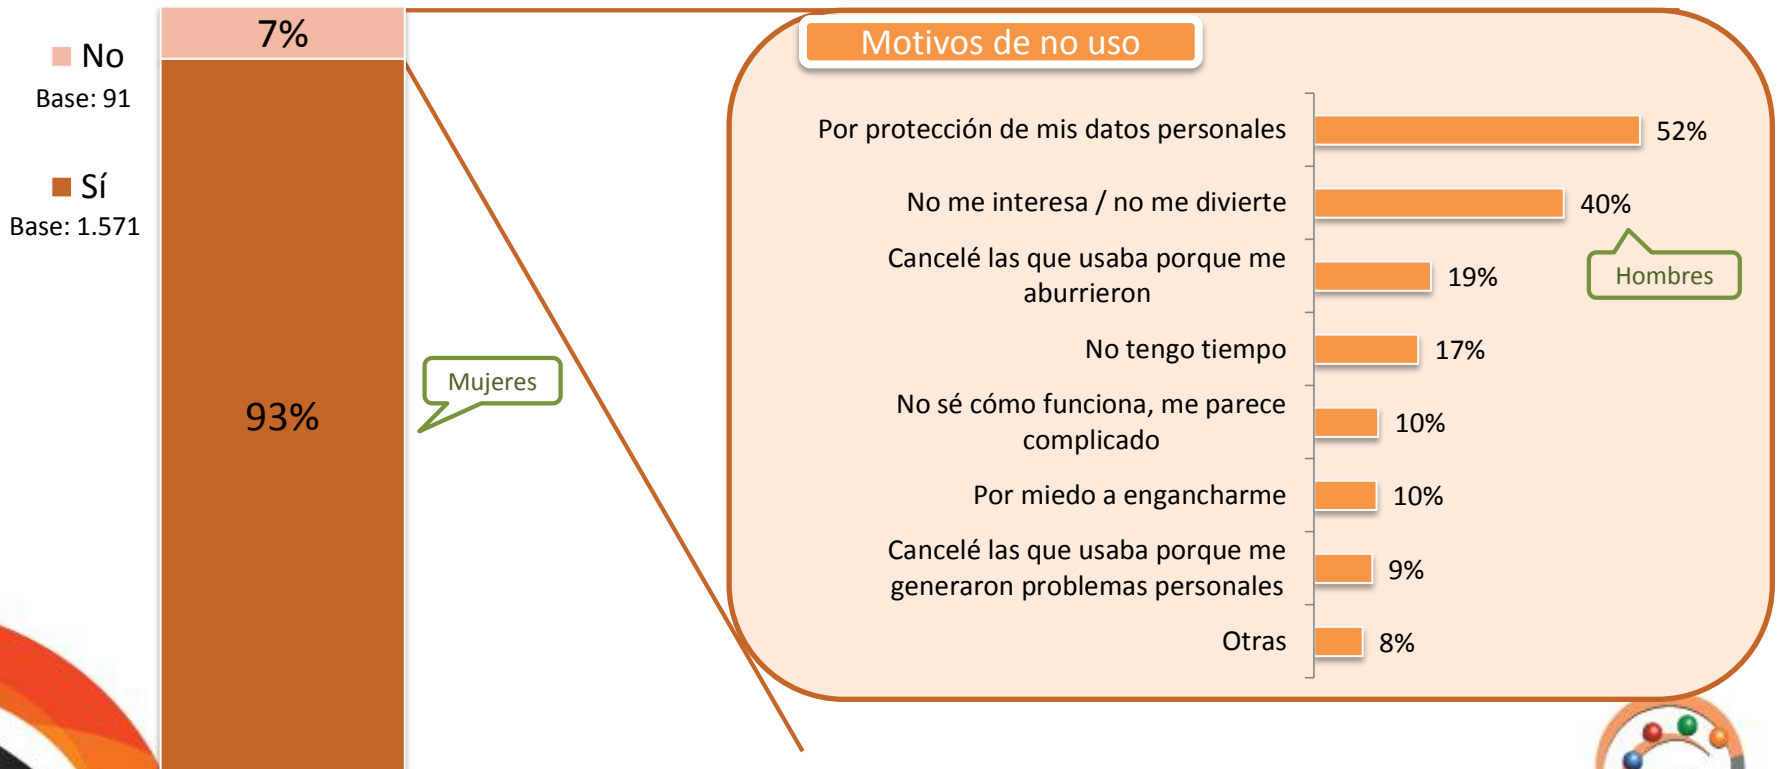 7%
No
Base: 91
Sí
Base: 1.571
93%
Mujeres
Motivos de no uso
Por protección de mis datos personales
52%
No me interesa / no me divierte
40%
Hombres
Cancelé las que usaba porque me
aburrieron
19%
No tengo tiempo
17%
No sé cómo funciona, me parece
complicado
10%
Por miedo a engancharme
10%
Cancelé las que usaba porque me
generaron problemas personales
9%
Otras
8%